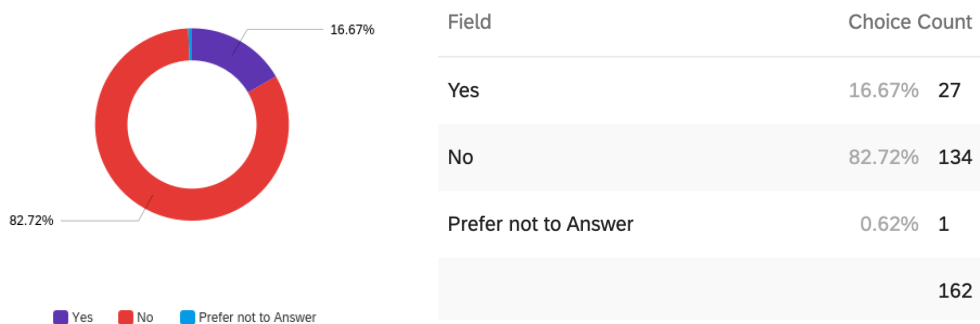 16.67%
82.72%
Yes No Prefer not to Answer
Field Choice Count
Yes 16.67% 27
No 82.72% 134
Prefer not to Answer 0.62% 1
162